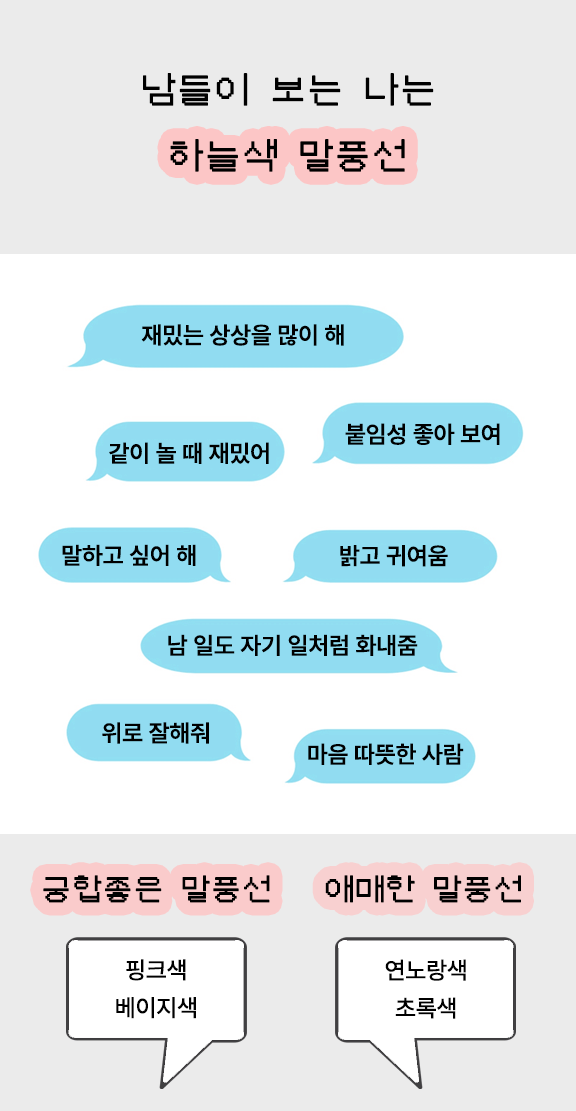 남들이 보는 나는
하늘색 말풍선
재밌는 상상을 많이 해
붙임성 좋아 보여
같이 놀 때 재밌어
말하고 싶어 해
밝고 귀여움
남 일도 자기 일처럼 화내줌
위로 잘해줘
마음 따뜻한 사람
궁합좋은 말풍선
애매한 말풍선
핑크색
베이지색
연노랑색
초록색